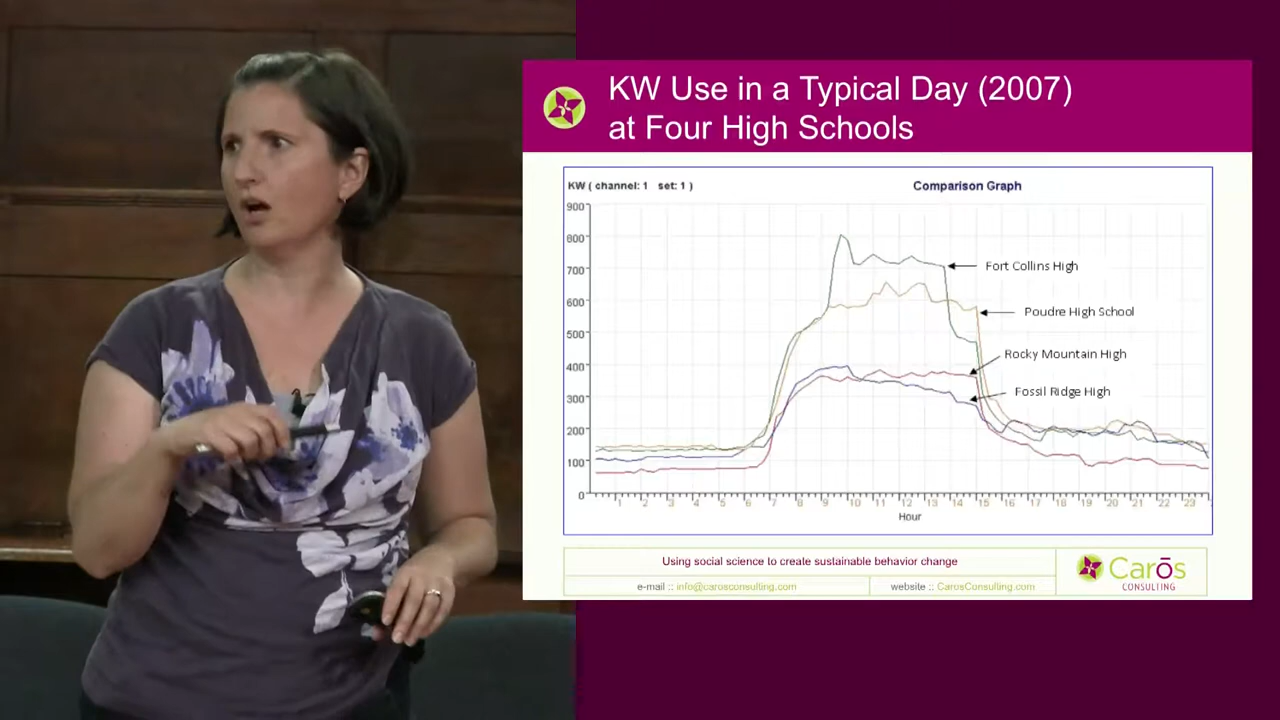 KW Use in a Typical Day (2007)
at Four High Schools
KW ( channel: 1 set: 1 )
Comparison Graph
900
800
700
600
500
400
300
200
100
0
Fort Collins High
Poudre High School
Rocky Mountain High
Fossil Ridge High
1 2 3 4 5 6 7 8 9 10 11 12 13 14 15 16 17 18 19 20 21 22 23
Hour
Using social science to create sustainable behavior change
e-mail :: info@carosconsulting.com
website :: CarosConsulting.com
Carōs
CONSULTING